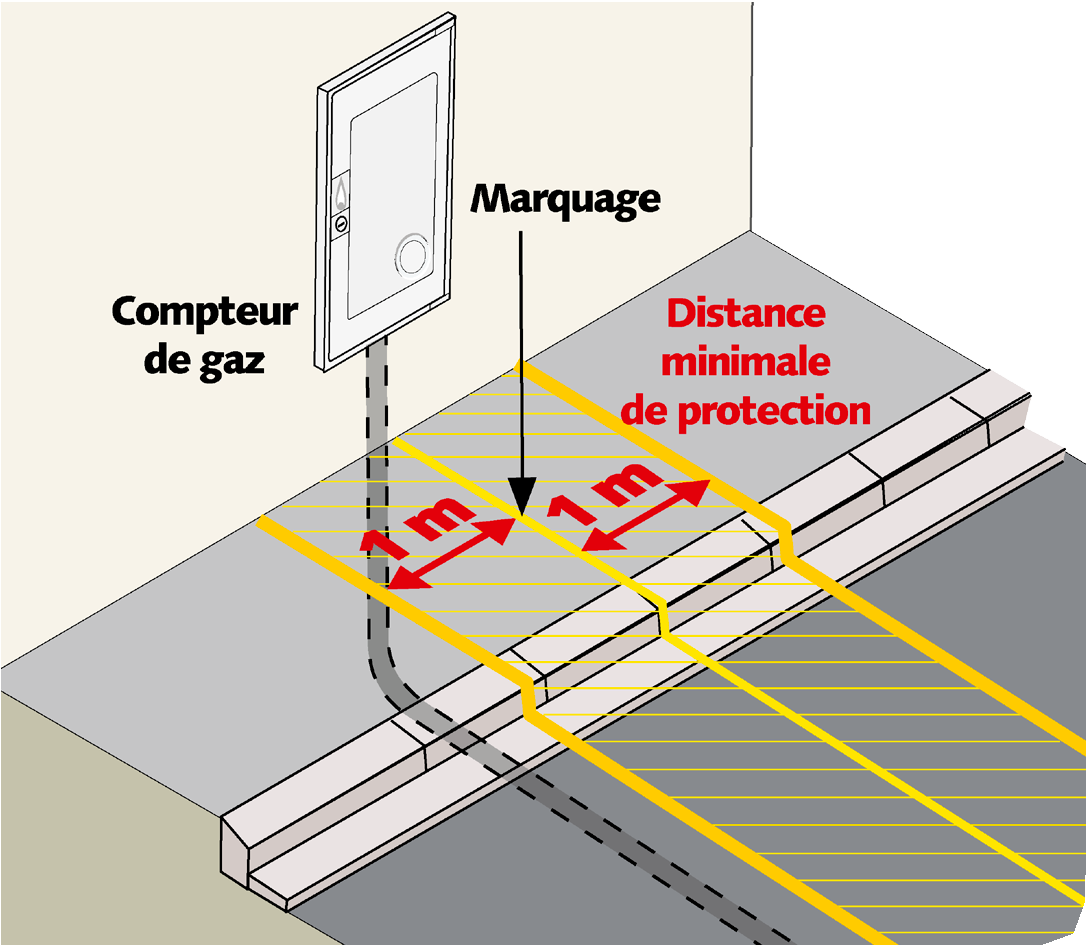 Marquage
Compteur
de gaz
Distance
minimale
de protection
1 m
1 m